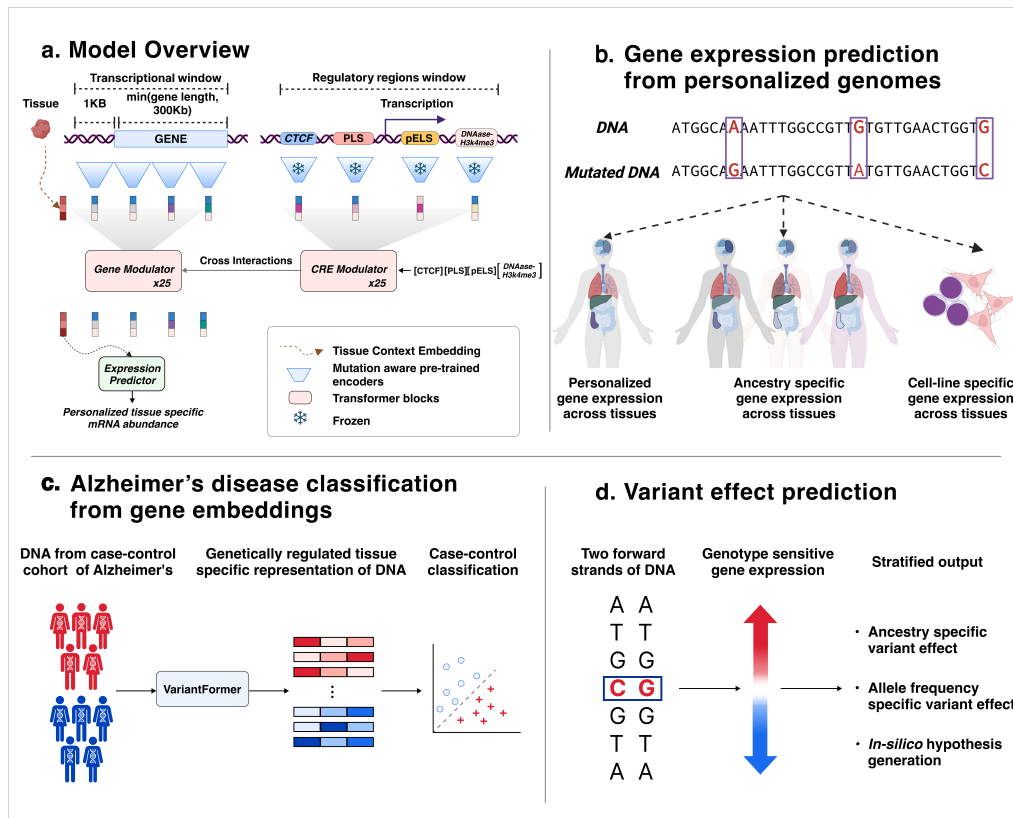 a. Model Overview
Transcriptional window
Tissue
1KB
min(gene length,
300Kb)
GENE
Regulatory regions window
Transcription
CTCF
PLS
pELS
DNAase-
H3k4me3
Gene Modulator
x25
Cross Interactions
CRE Modulator
x25
[CTCF][PLS][pELS][DNAase-
H3k4me3]
Expression
Predictor
Personalized tissue specific
mRNA abundance
Tissue Context Embedding
Mutation aware pre-trained
encoders
Transformer blocks
Frozen
b. Gene expression prediction
from personalized genomes
DNA
ATGGCAAAATTTGGCCGTTGTGTTGAACTGGTG
Mutated DNA
ATGGCAGAATTTGGCCGTTATGTTGAACTGGTC
Personalized
gene expression
across tissues
Ancestry specific
gene expression
across tissues
Cell-line specific
gene expression
across tissues
c. Alzheimer's disease classification
from gene embeddings
DNA from case-control
cohort of Alzheimer's
Genetically regulated tissue
specific representation of DNA
Case-control
classification
VariantFormer
d. Variant effect prediction
Two forward
strands of DNA
Genotype sensitive
gene expression
Stratified output
A A
T T
G G
C G
G G
T T
A A
• Ancestry specific
variant effect
• Allele frequency
specific variant effect
• In-silico hypothesis
generation